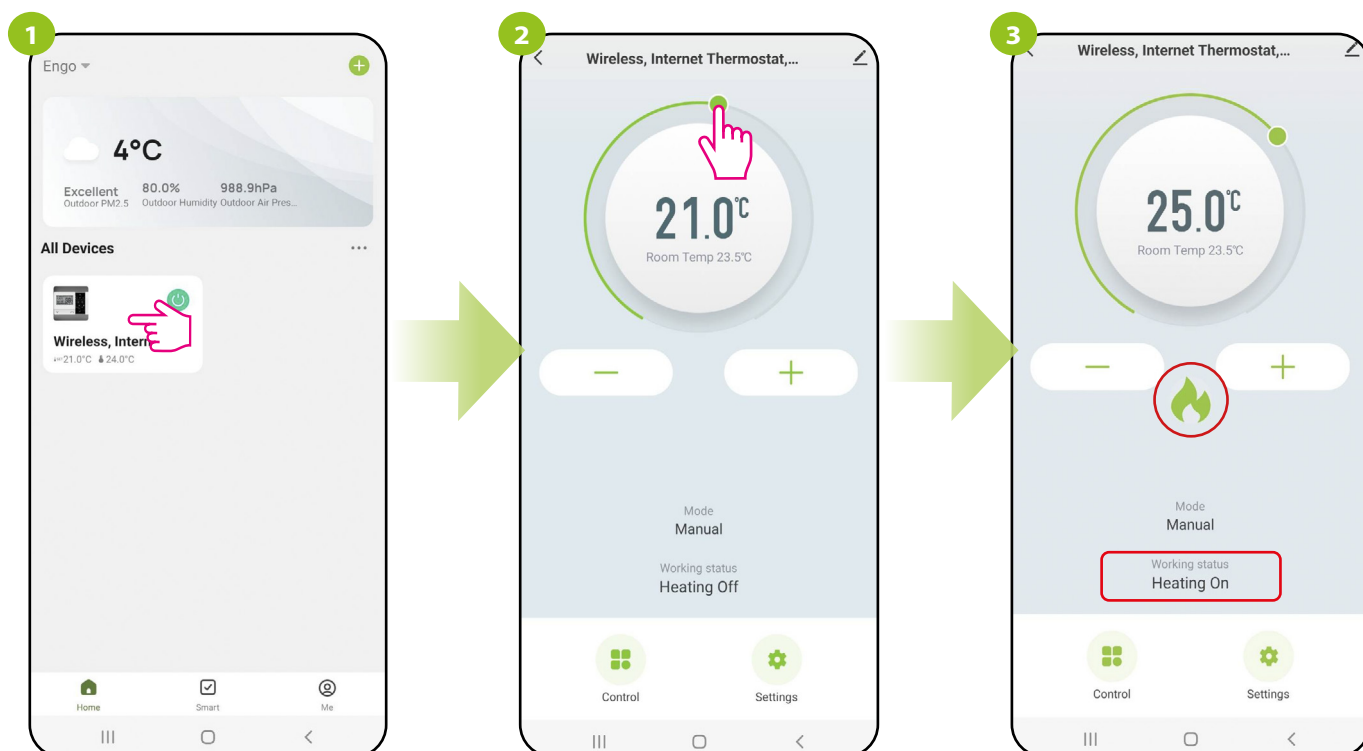 1
Engo
4°C
Excellent
Outdoor PM2.5
80.0%
Outdoor Humidity
988.9hPa
Outdoor Air Pres...
All Devices
Wireless, Intern
21.0°C 24.0°C
Home
Smart
Me
2
Wireless, Internet Thermostat,...
21.0°C
Room Temp 23.5°C
Mode
Manual
Working status
Heating Off
Control
Settings
3
Wireless, Internet Thermostat,...
25.0°C
Room Temp 23.5°C
Mode
Manual
Working status
Heating On
Control
Settings